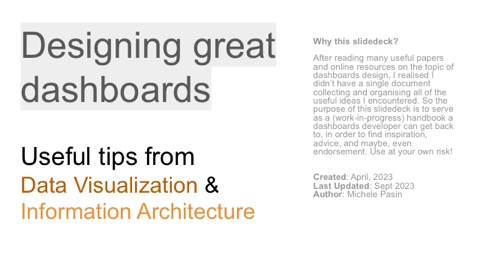 Designing great
dashboards
Useful tips from
Data Visualization &
Information Architecture
Why this slidedeck?
After reading many useful papers
and online resources on the topic of
dashboards design, I realised I
didn't have a single document
collecting and organising all of the
useful ideas I encountered. So the
purpose of this slidedeck is to serve
as a (work-in-progress) handbook a
dashboards developer can get back
to, in order to find inspiration,
advice, and maybe, even
endorsement. Use at your own risk!
Created: April, 2023
Last Updated: Sept 2023
Author: Michele Pasin